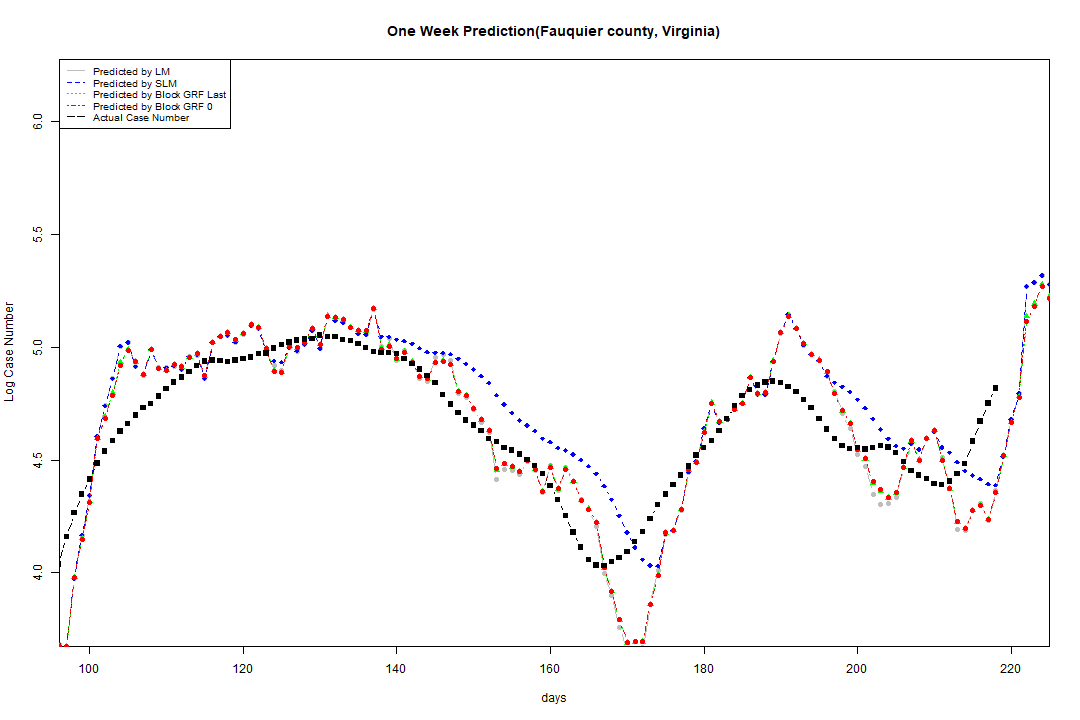 One Week Prediction(Fauquier county, Virginia)
Predicted by LM
Predicted by SLM
Predicted by Block GRF Last
Predicted by Block GRF 0
Actual Case Number
6.0
5.5
5.0
4.5
4.0
Log Case Number
100 120 140 160 180 200 220
days